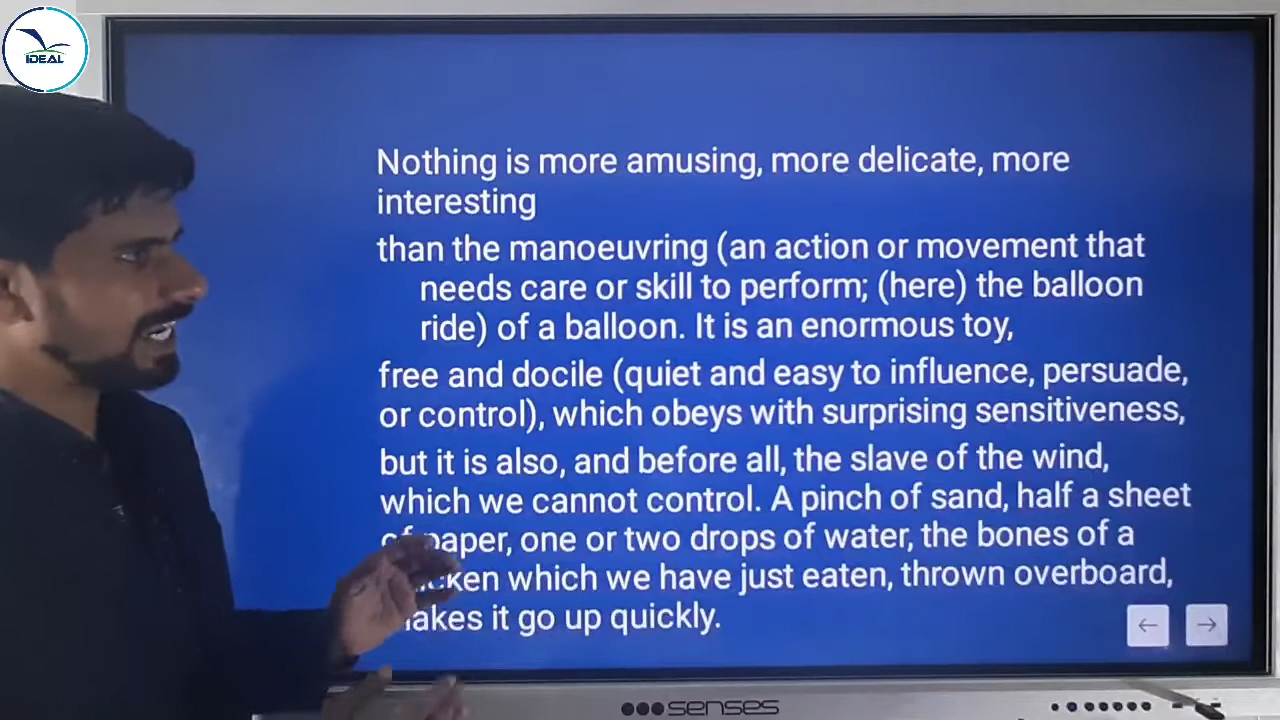 IDEAL
Nothing is more amusing, more delicate, more
interesting
than the manoeuvring (an action or movement that
needs care or skill to perform; (here) the balloon
ride) of a balloon. It is an enormous toy,
free and docile (quiet and easy to influence, persuade,
or control), which obeys with surprising sensitiveness,
but it is also, and before all, the slave of the wind,
which we cannot control. A pinch of sand, half a sheet
of paper, one or two drops of water, the bones of a
chicken which we have just eaten, thrown overboard,
makes it go up quickly.
senses